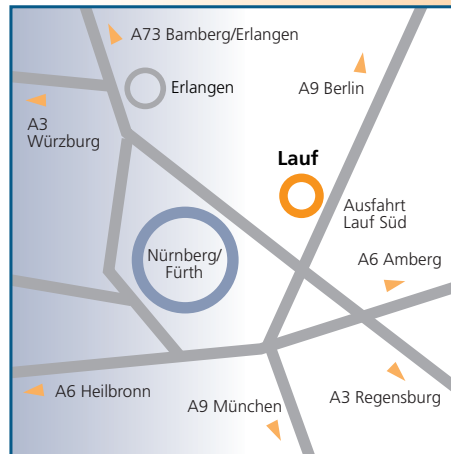 A73 Bamberg/Erlangen
Erlangen
A9 Berlin
A3
Würzburg
Lauf
Ausfahrt
Lauf Süd
Nürnberg/
Fürth
A6 Amberg
A6 Heilbronn
A9 München
A3 Regensburg